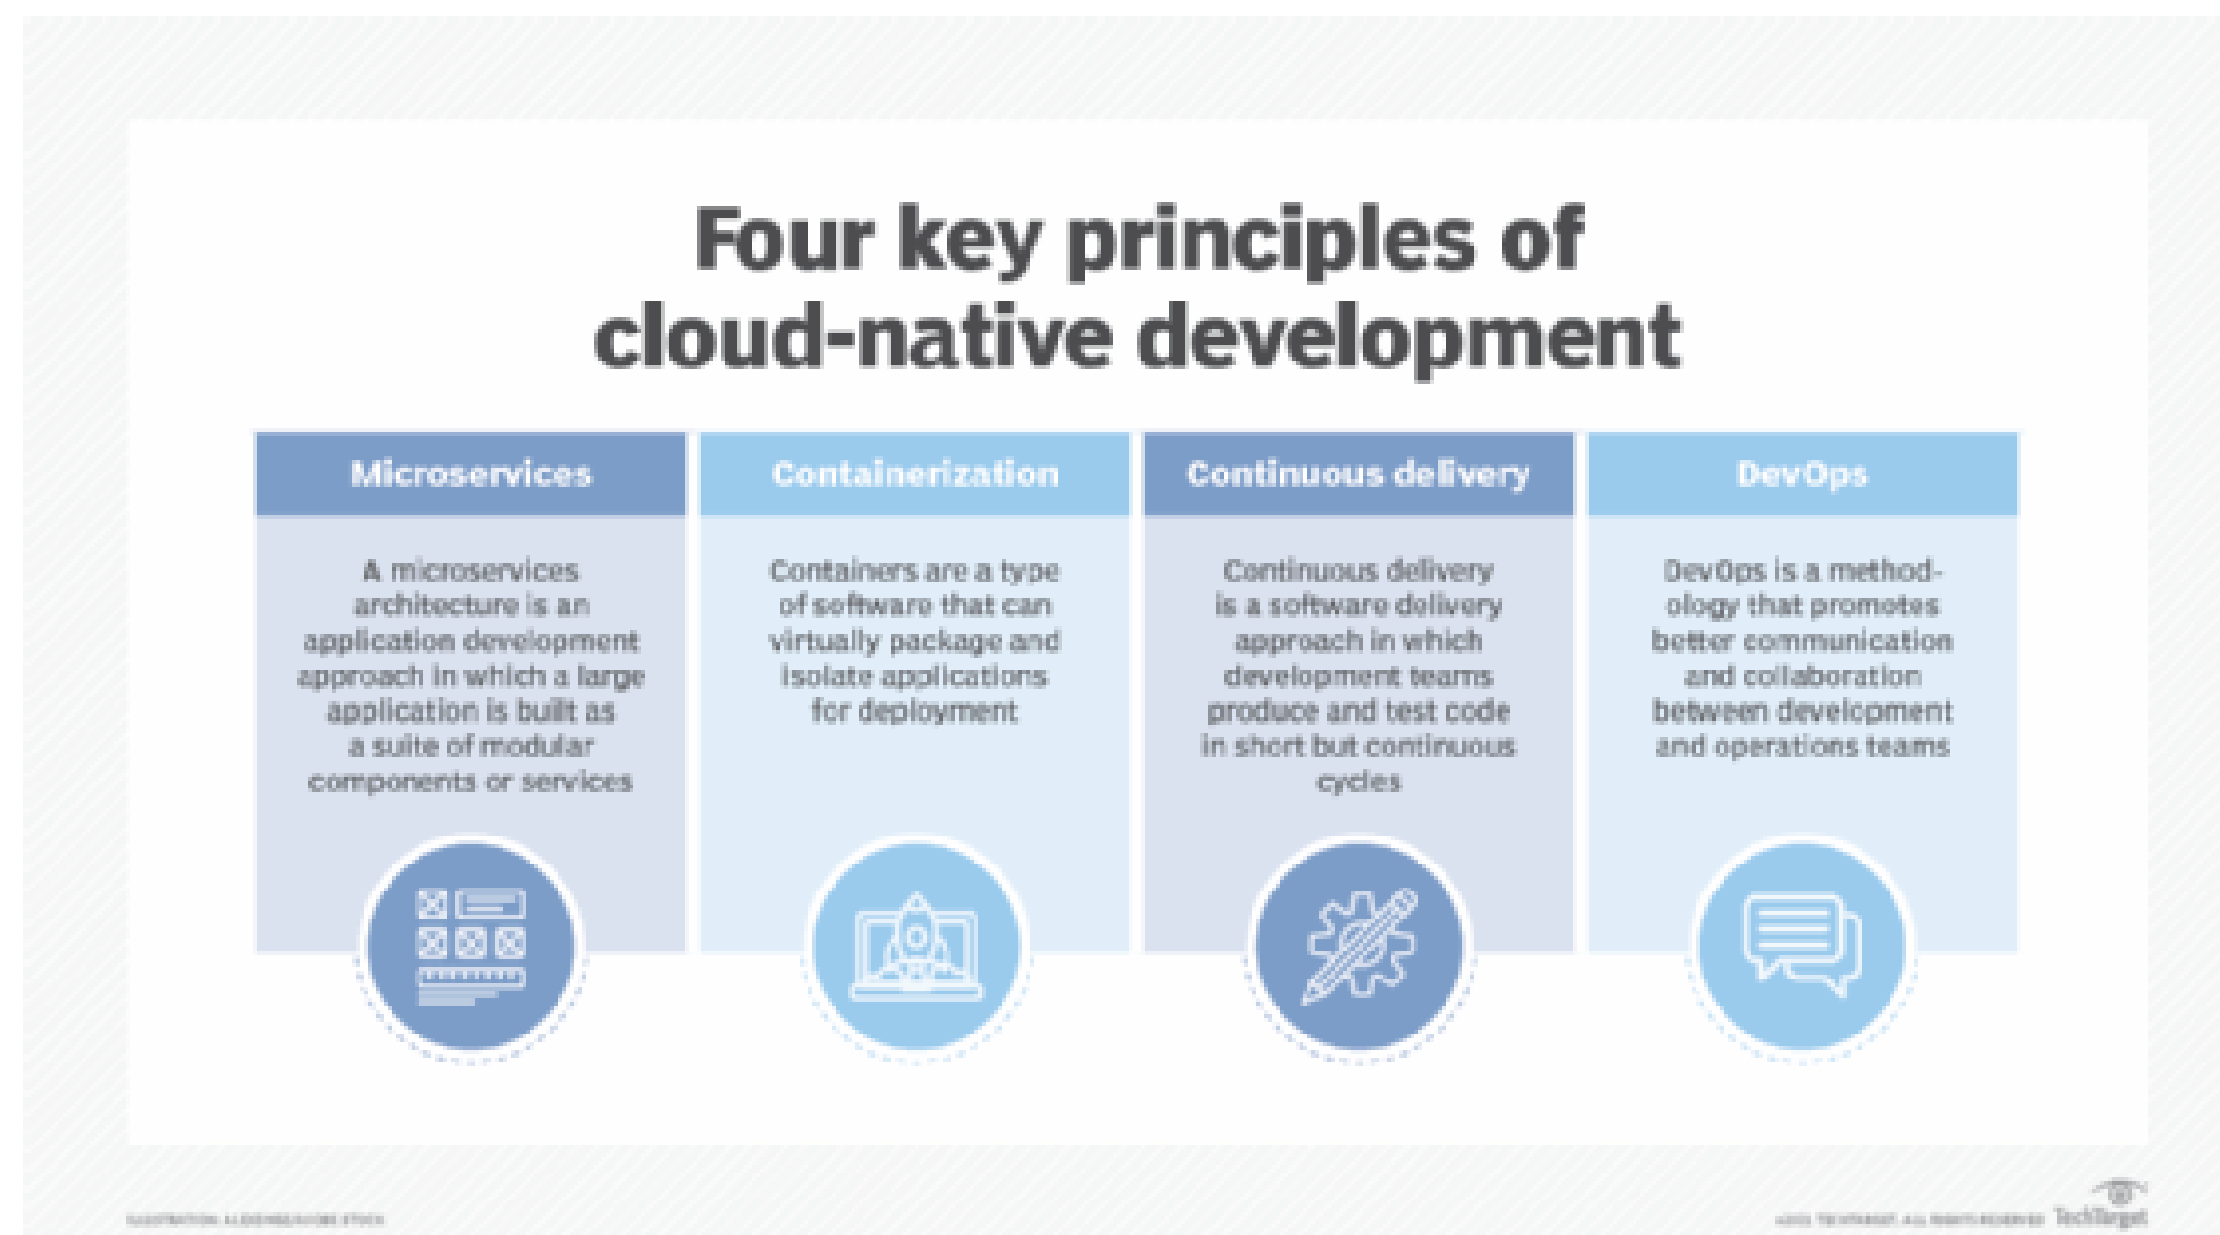 Four key principles of
cloud-native development
Microservices
A microservices
architecture is an
application development
approach in which a large
application is built as
a suite of modular
components or services
Containerization
Containers are a type
of software that can
virtually package and
isolate applications
for deployment
Continuous delivery
Continuous delivery
is a software delivery
approach in which
development teams
produce and test code
in short but continuous
cycles
DevOps
DevOps is a method-
ology that promotes
better communication
and collaboration
between development
and operations teams
TECHTARGET. ALL RIGHTS RESERVED
TechTarget